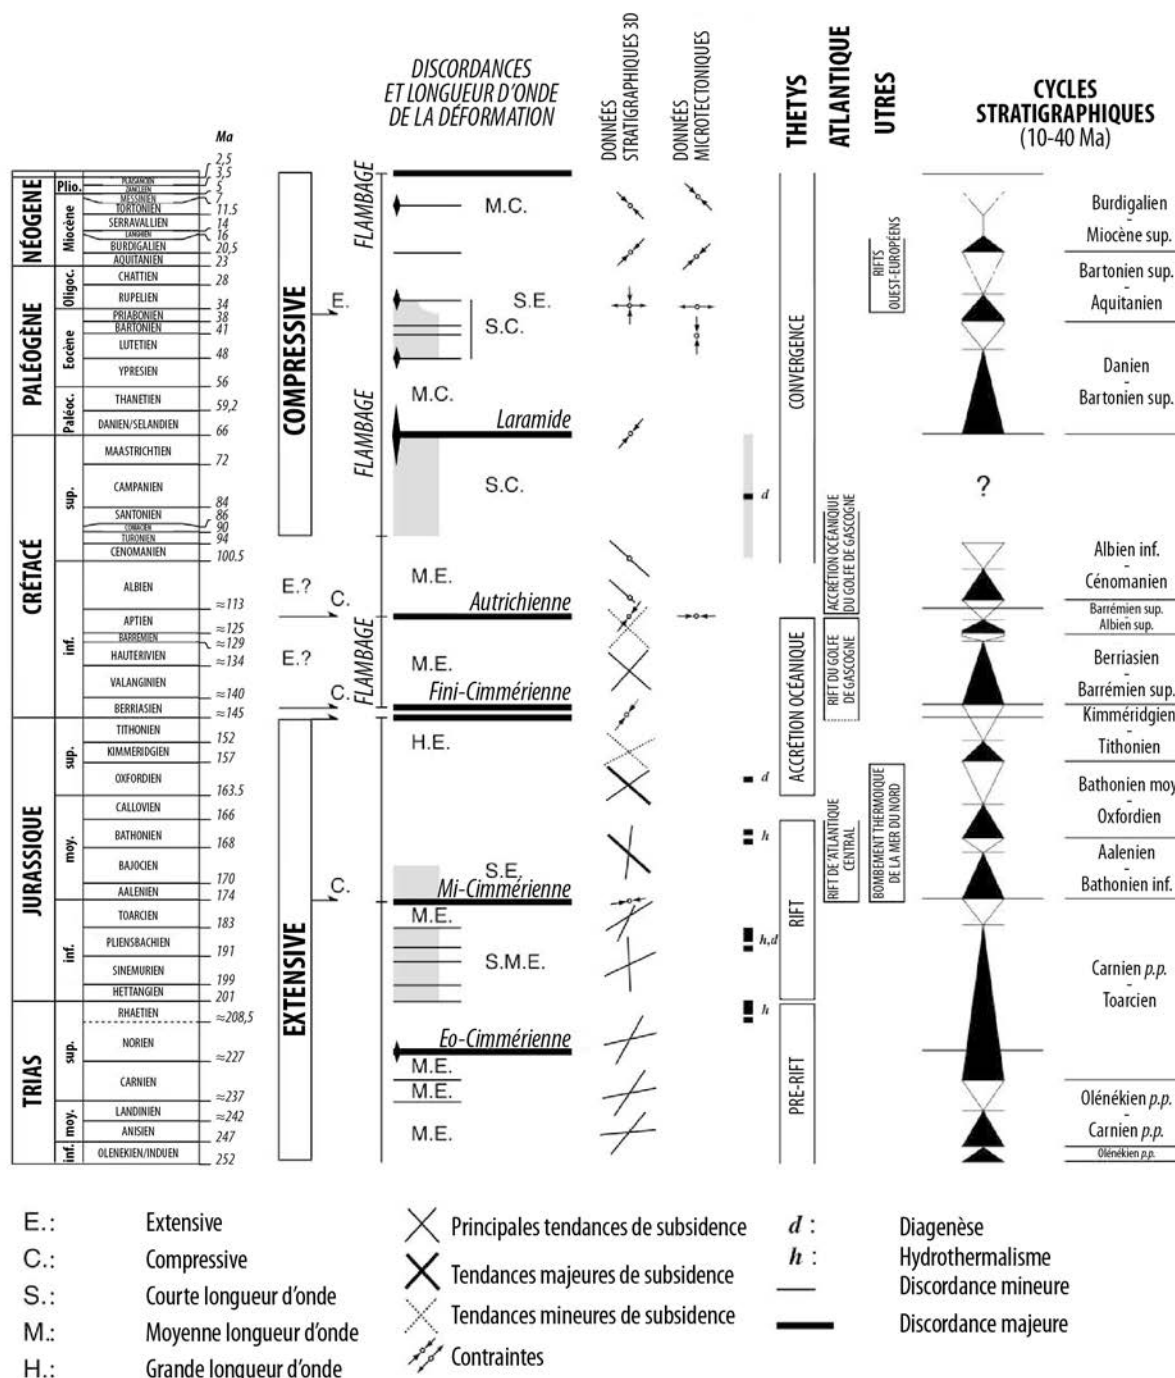 DISCORDANCES
ET LONGUEUR D'ONDE
DE LA DÉFORMATION
DONNÉES
STRATIGRAPHIQUES 3D
DONNÉES
MICROTECTONIQUES
THETYS
ATLANTIQUE
UTRES
CYCLES
STRATIGRAPHIQUES
(10-40 Ma)
Ma
2,5
3,5
5
7
11.5
14
16
20,5
23
28
34
38
41
48
56
59,2
66
72
84
86
90
94
100.5
≈113
≈125
≈129
≈134
≈140
≈145
152
157
163.5
166
168
170
174
183
191
199
201
≈208,5
≈227
≈237
≈242
247
252
NÉOGENE
PALÉOGÈNE
CRÉTACÉ
JURASSIQUE
TRIAS
Plio.
Miocène
Oligoc.
Eocène
Paléoc.
sup.
inf.
sup.
moy.
inf.
sup.
moy.
inf.
PLAISANCIEN
ZANCLÉEN
MESSINIEN
TORTONIEN
SERRAVALLIEN
LANGHIEN
BURDIGALIEN
AQUITANIEN
CHATTIEN
RUPELIEN
PRIABONIEN
BARTONIEN
LUTETIEN
YPRESIEN
THANETIEN
DANIEN/SELANDIEN
MAASTRICHTIEN
CAMPANIEN
SANTONIEN
CONIACIEN
TURONIEN
CENOMANIEN
ALBIEN
APTIEN
BARREMIEN
HAUTERIVIEN
VALANGINIEN
BERRIASIEN
TITHONIEN
KIMMERIDGIEN
OXFORDIEN
CALLOVIEN
BATHONIEN
BAJOCIEN
AALENIEN
TOARCIEN
PLIENSBACHIEN
SINEMURIEN
HETTANGIEN
RHAETIEN
NORIEN
CARNIEN
LANDINIEN
ANISIEN
OLENEKIEN/INDUEN
COMPRESSIVE
EXTENSIVE
E.
E.?
C.
E.?
C.
C.
FLAMBAGE
FLAMBAGE
FLAMBAGE
M.C.
S.E.
S.C.
M.C.
Laramide
S.C.
M.E.
Autrichienne
M.E.
Fini-Cimmérienne
H.E.
S.E.
Mi-Cimmérienne
M.E.
S.M.E.
Eo-Cimmérienne
M.E.
M.E.
M.E.
d
d
h
h,d
h
CONVERGENCE
ACCRÉTION OCÉANIQUE
RIFT
PRE-RIFT
ACCRÉTION OCÉANIQUE
DU GOLFE DE GASCOGNE
RIFT DU GOLFE
DE GASCOGNE
RIFT DE'ATLANTIQUE
CENTRAL
RIFTS
OUEST-EUROPÉENS
BOMBEMENT THERMOIQUE
DE LA MER DU NORD
Burdigalien
-
Miocène sup.
Bartonien sup.
-
Aquitanien
Danien
-
Bartonien sup.
?
Albien inf.
-
Cénomanien
Barrémien sup.
-
Albien sup.
Berriasien
-
Barrémien sup.
Kimméridgien
-
Tithonien
Bathonien moy
-
Oxfordien
Aalenien
-
Bathonien inf.
Carnien p.p.
-
Toarcien
Olénékien p.p.
-
Carnien p.p.
Olénékien p.p.
E.: Extensive
C.: Compressive
S.: Courte longueur d'onde
M.: Moyenne longueur d'onde
H.: Grande longueur d'onde
Principales tendances de subsidence
Tendances majeures de subsidence
Tendances mineures de subsidence
Contraintes
d : Diagenèse
h : Hydrothermalisme
Discordance mineure
Discordance majeure